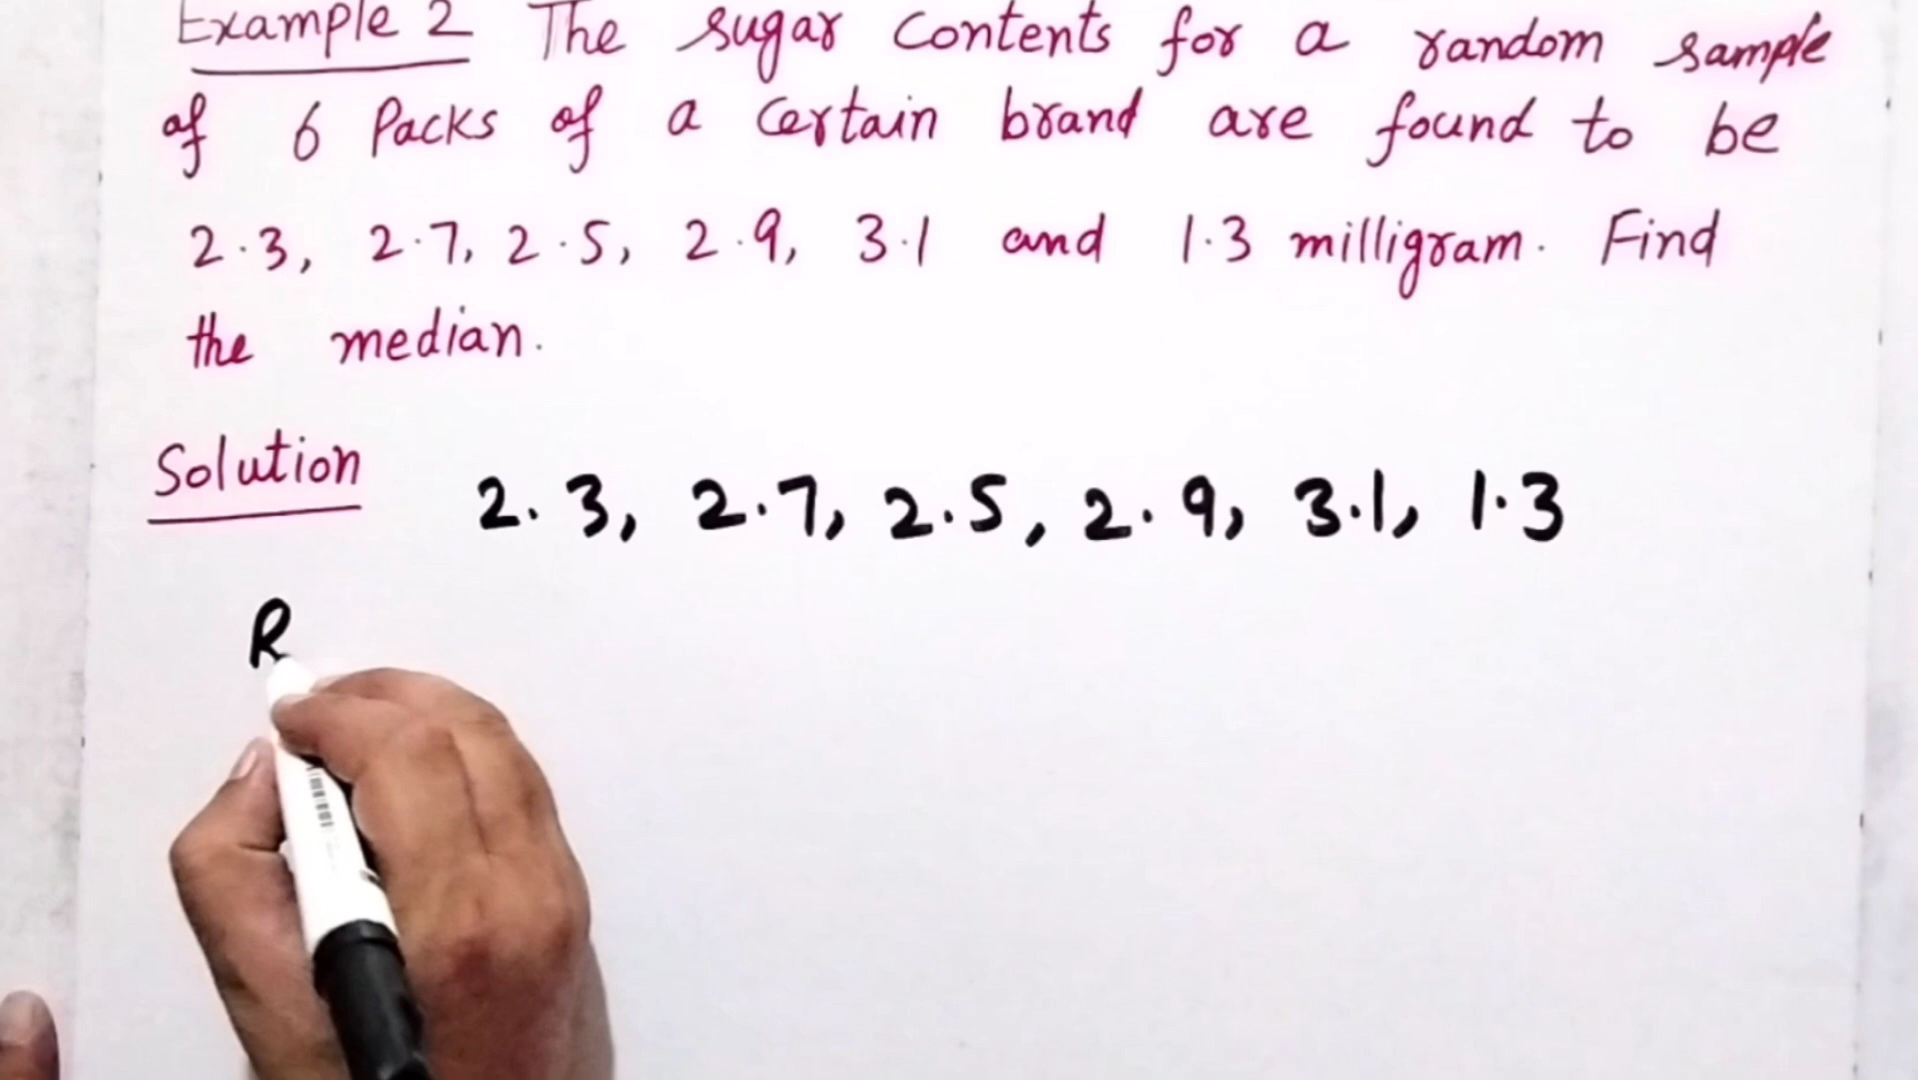 Example 2 The sugar contents for a random sample
of 6 Packs of a certain brand are found to be
2.3, 2.7, 2.5, 2.9, 3.1 and 1.3 milligram. Find
the median.
Solution 2.3, 2.7, 2.5, 2.9, 3.1, 1.3
R